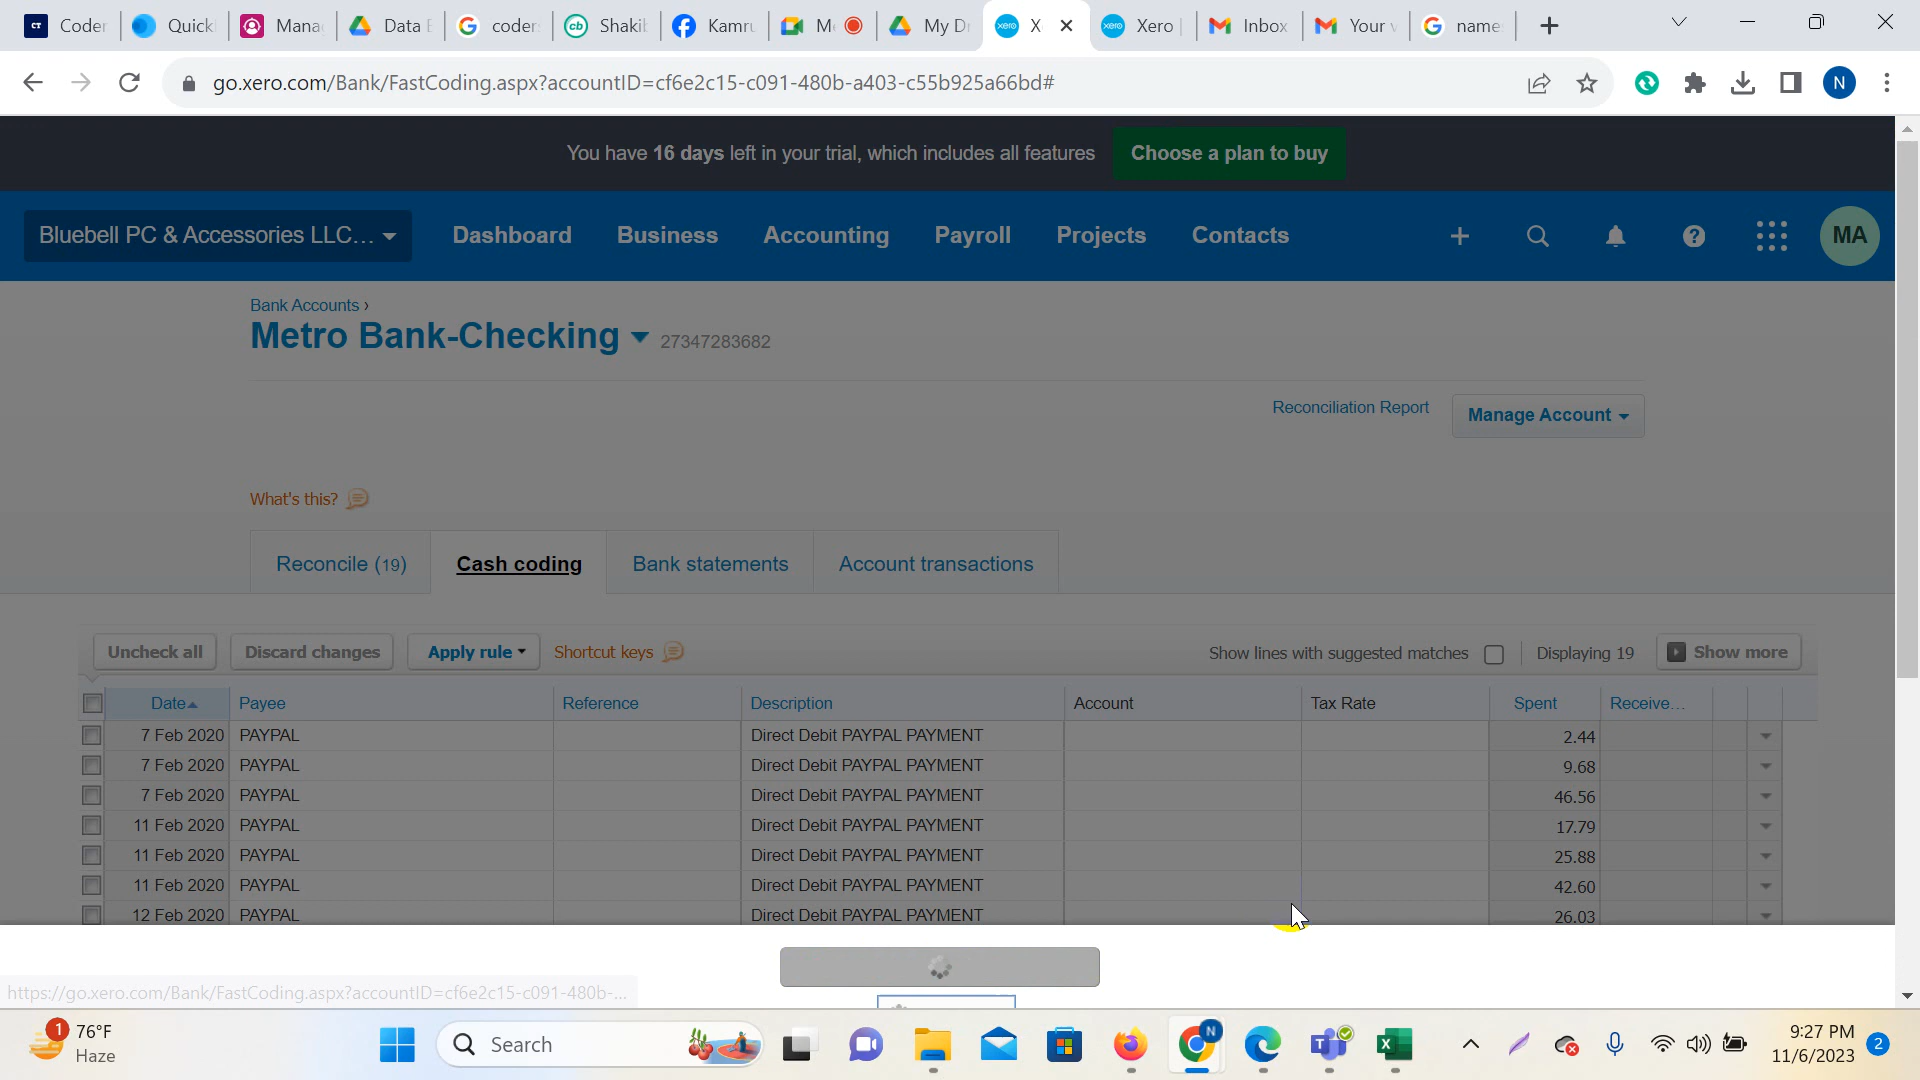 Coder
Quick
Mana
Data E
coder
Shakib
Kamru
M
My Dr
X
Xero |
Inbox
Your v
name
go.xero.com/Bank/FastCoding.aspx?accountID=cf6e2c15-c091-480b-a403-c55b925a66bd#
N
You have 16 days left in your trial, which includes all features
Choose a plan to buy
Bluebell PC & Accessories LLC...
Dashboard
Business
Accounting
Payroll
Projects
Contacts
MA
Bank Accounts ›
Metro Bank-Checking
27347283682
Reconciliation Report
Manage Account
What's this?
Reconcile (19)
Cash coding
Bank statements
Account transactions
Uncheck all
Discard changes
Apply rule
Shortcut keys
Show lines with suggested matches
Displaying 19
Show more
Date Payee Reference Description Account Tax Rate Spent Receive...
7 Feb 2020 PAYPAL Direct Debit PAYPAL PAYMENT 2.44
7 Feb 2020 PAYPAL Direct Debit PAYPAL PAYMENT 9.68
7 Feb 2020 PAYPAL Direct Debit PAYPAL PAYMENT 46.56
11 Feb 2020 PAYPAL Direct Debit PAYPAL PAYMENT 17.79
11 Feb 2020 PAYPAL Direct Debit PAYPAL PAYMENT 25.88
11 Feb 2020 PAYPAL Direct Debit PAYPAL PAYMENT 42.60
12 Feb 2020 PAYPAL Direct Debit PAYPAL PAYMENT 26.03
https://go.xero.com/Bank/FastCoding.aspx?accountID=cf6e2c15-c091-480b-...
1
76°F
Haze
Search
N
9:27 PM
11/6/2023
2